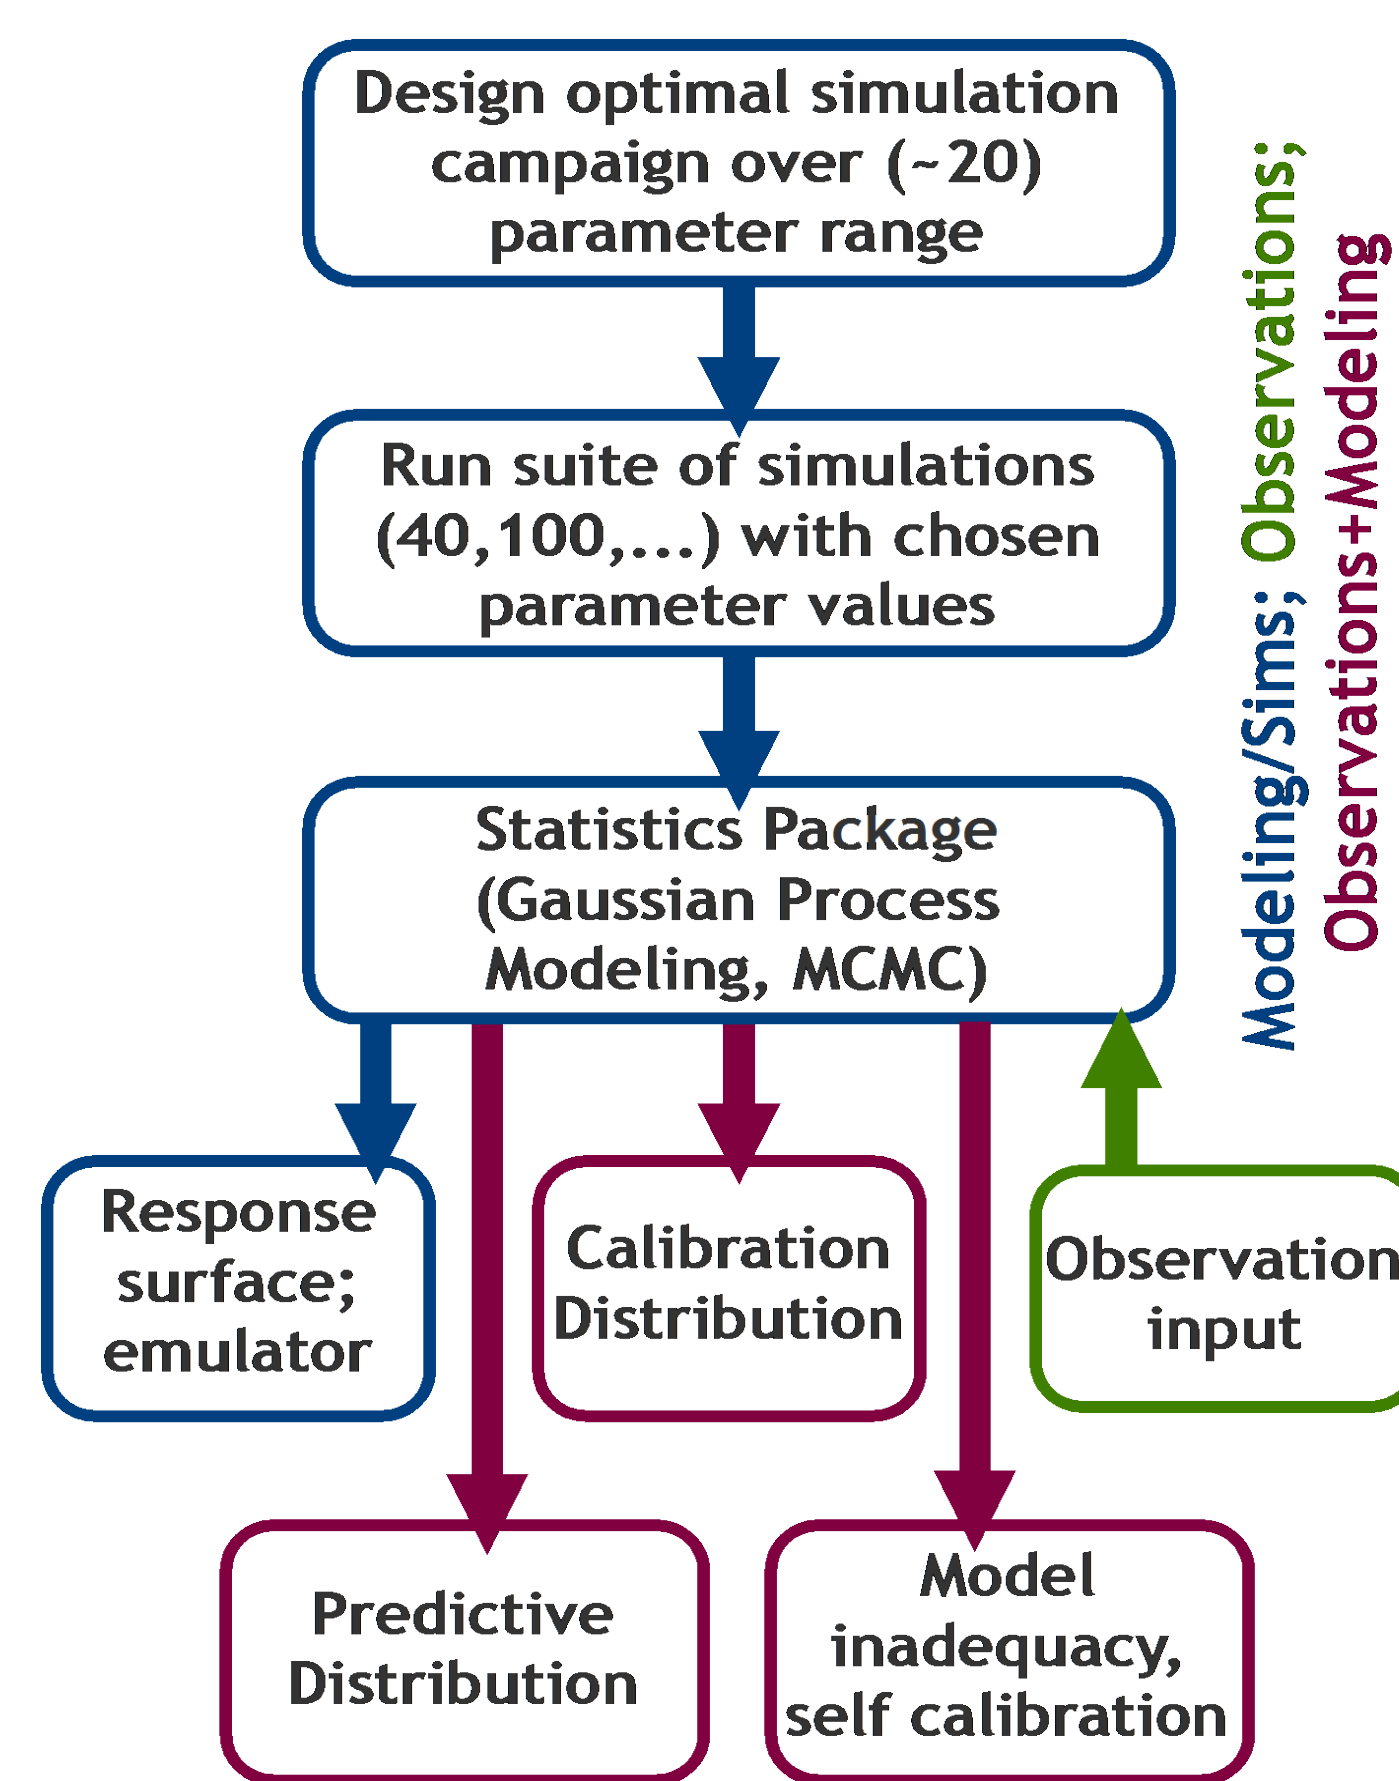 Design optimal simulation
campaign over (~20)
parameter range
Run suite of simulations
(40,100,...) with chosen
parameter values
Statistics Package
(Gaussian Process
Modeling, MCMC)
Modeling/Sims; Observations;
Observations+Modeling
Response
surface;
emulator
Calibration
Distribution
Observation
input
Predictive
Distribution
Model
inadequacy,
self calibration